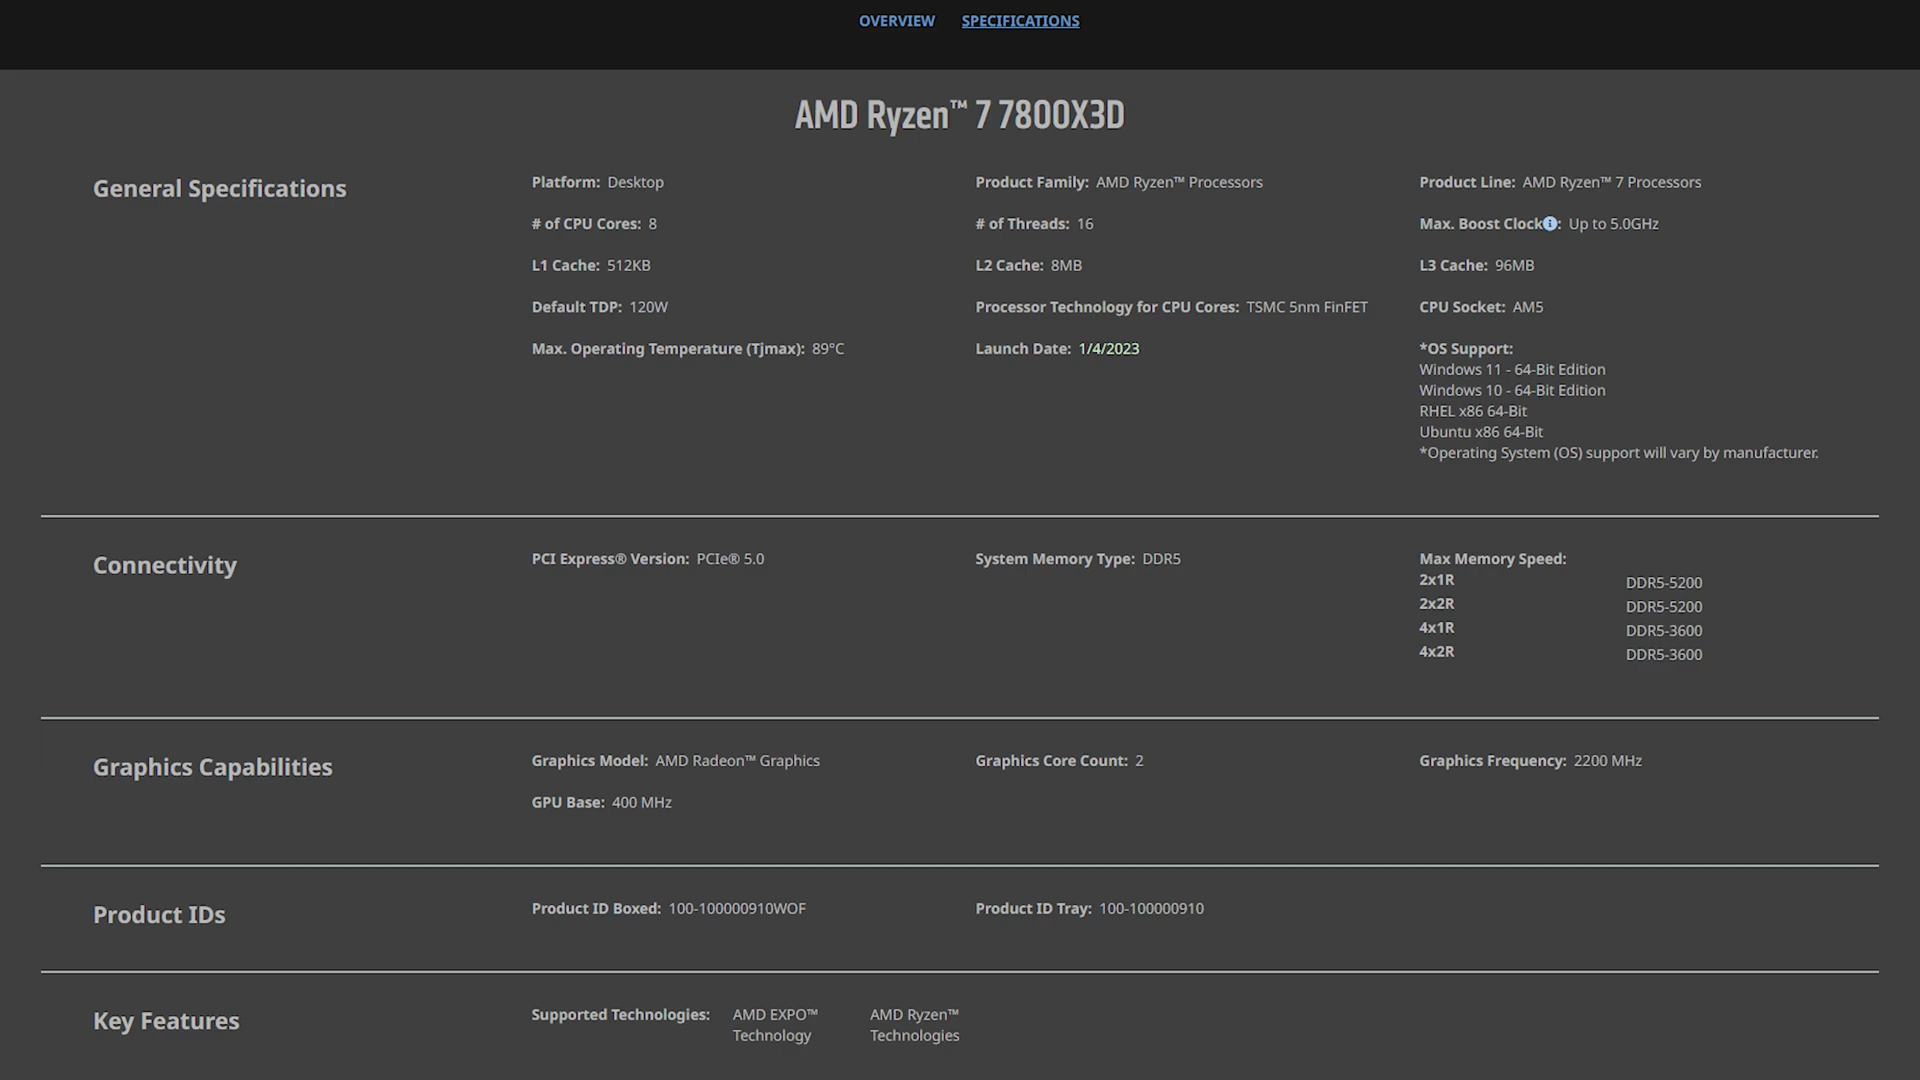 OVERVIEW SPECIFICATIONS
AMD Ryzen™ 7 7800X3D
General Specifications
Platform: Desktop
Product Family: AMD Ryzen™ Processors
Product Line: AMD Ryzen™ 7 Processors
# of CPU Cores: 8
# of Threads: 16
Max. Boost Clock: Up to 5.0GHz
L1 Cache: 512KB
L2 Cache: 8MB
L3 Cache: 96MB
Default TDP: 120W
Processor Technology for CPU Cores: TSMC 5nm FinFET
CPU Socket: AM5
Max. Operating Temperature (Tjmax): 89°C
Launch Date: 1/4/2023
*OS Support:
Windows 11 - 64-Bit Edition
Windows 10 - 64-Bit Edition
RHEL x86 64-Bit
Ubuntu x86 64-Bit
*Operating System (OS) support will vary by manufacturer.
Connectivity
PCI Express® Version: PCIe® 5.0
System Memory Type: DDR5
Max Memory Speed:
2x1R DDR5-5200
2x2R DDR5-5200
4x1R DDR5-3600
4x2R DDR5-3600
Graphics Capabilities
Graphics Model: AMD Radeon™ Graphics
Graphics Core Count: 2
Graphics Frequency: 2200 MHz
GPU Base: 400 MHz
Product IDs
Product ID Boxed: 100-100000910WOF
Product ID Tray: 100-100000910
Key Features
Supported Technologies:
AMD EXPO™
Technology
AMD Ryzen™
Technologies